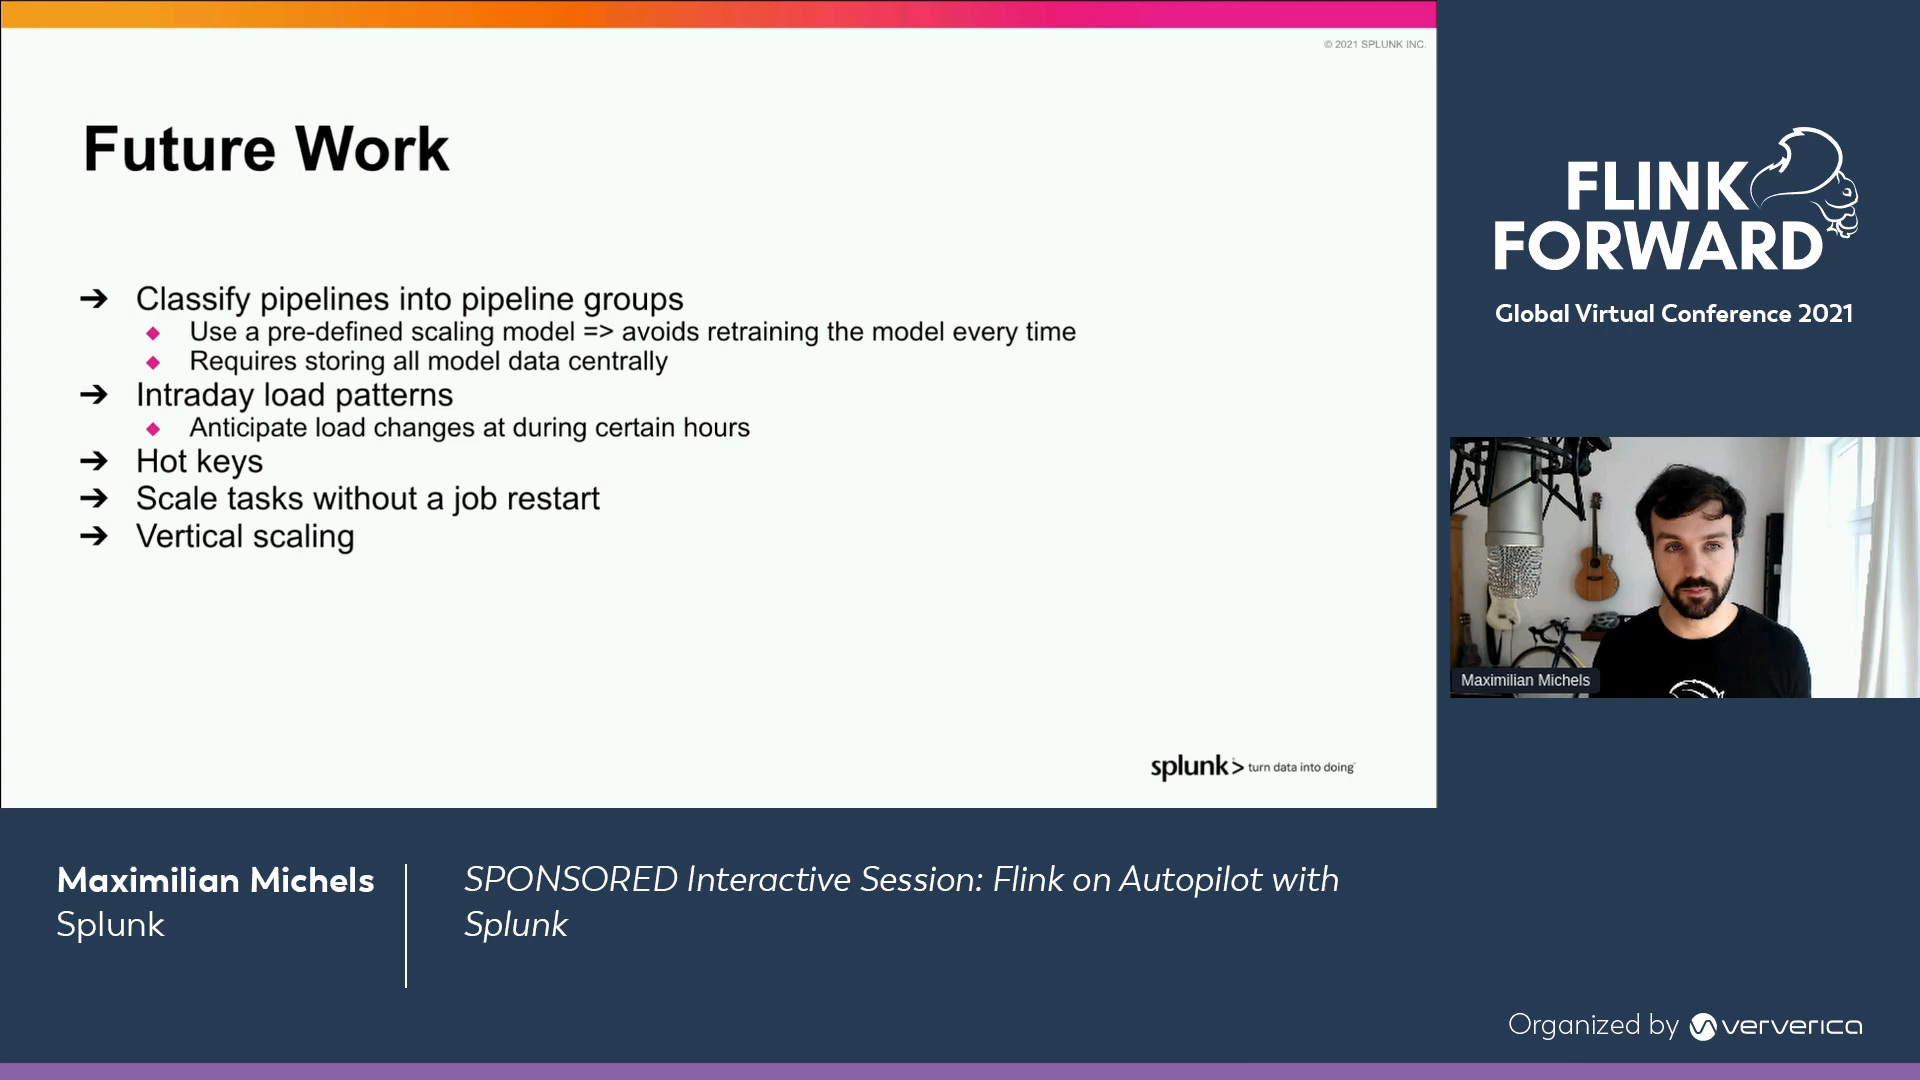 © 2021 SPLUNK INC.
Future Work
➔ Classify pipelines into pipeline groups
◆ Use a pre-defined scaling model => avoids retraining the model every time
◆ Requires storing all model data centrally
➔ Intraday load patterns
◆ Anticipate load changes at during certain hours
➔ Hot keys
➔ Scale tasks without a job restart
➔ Vertical scaling
splunk> turn data into doing
FLINK
FORWARD
Global Virtual Conference 2021
Maximilian Michels
Maximilian Michels
Splunk
SPONSORED Interactive Session: Flink on Autopilot with
Splunk
Organized by ververica